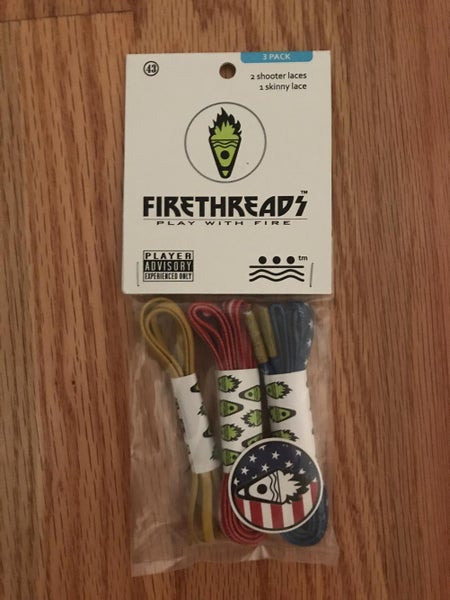 43
3 PACK
2 shooter laces
1 skinny lace
FIRETHREADS™
PLAY WITH FIRE
PLAYER
ADVISORY
EXPERIENCED ONLY
tm